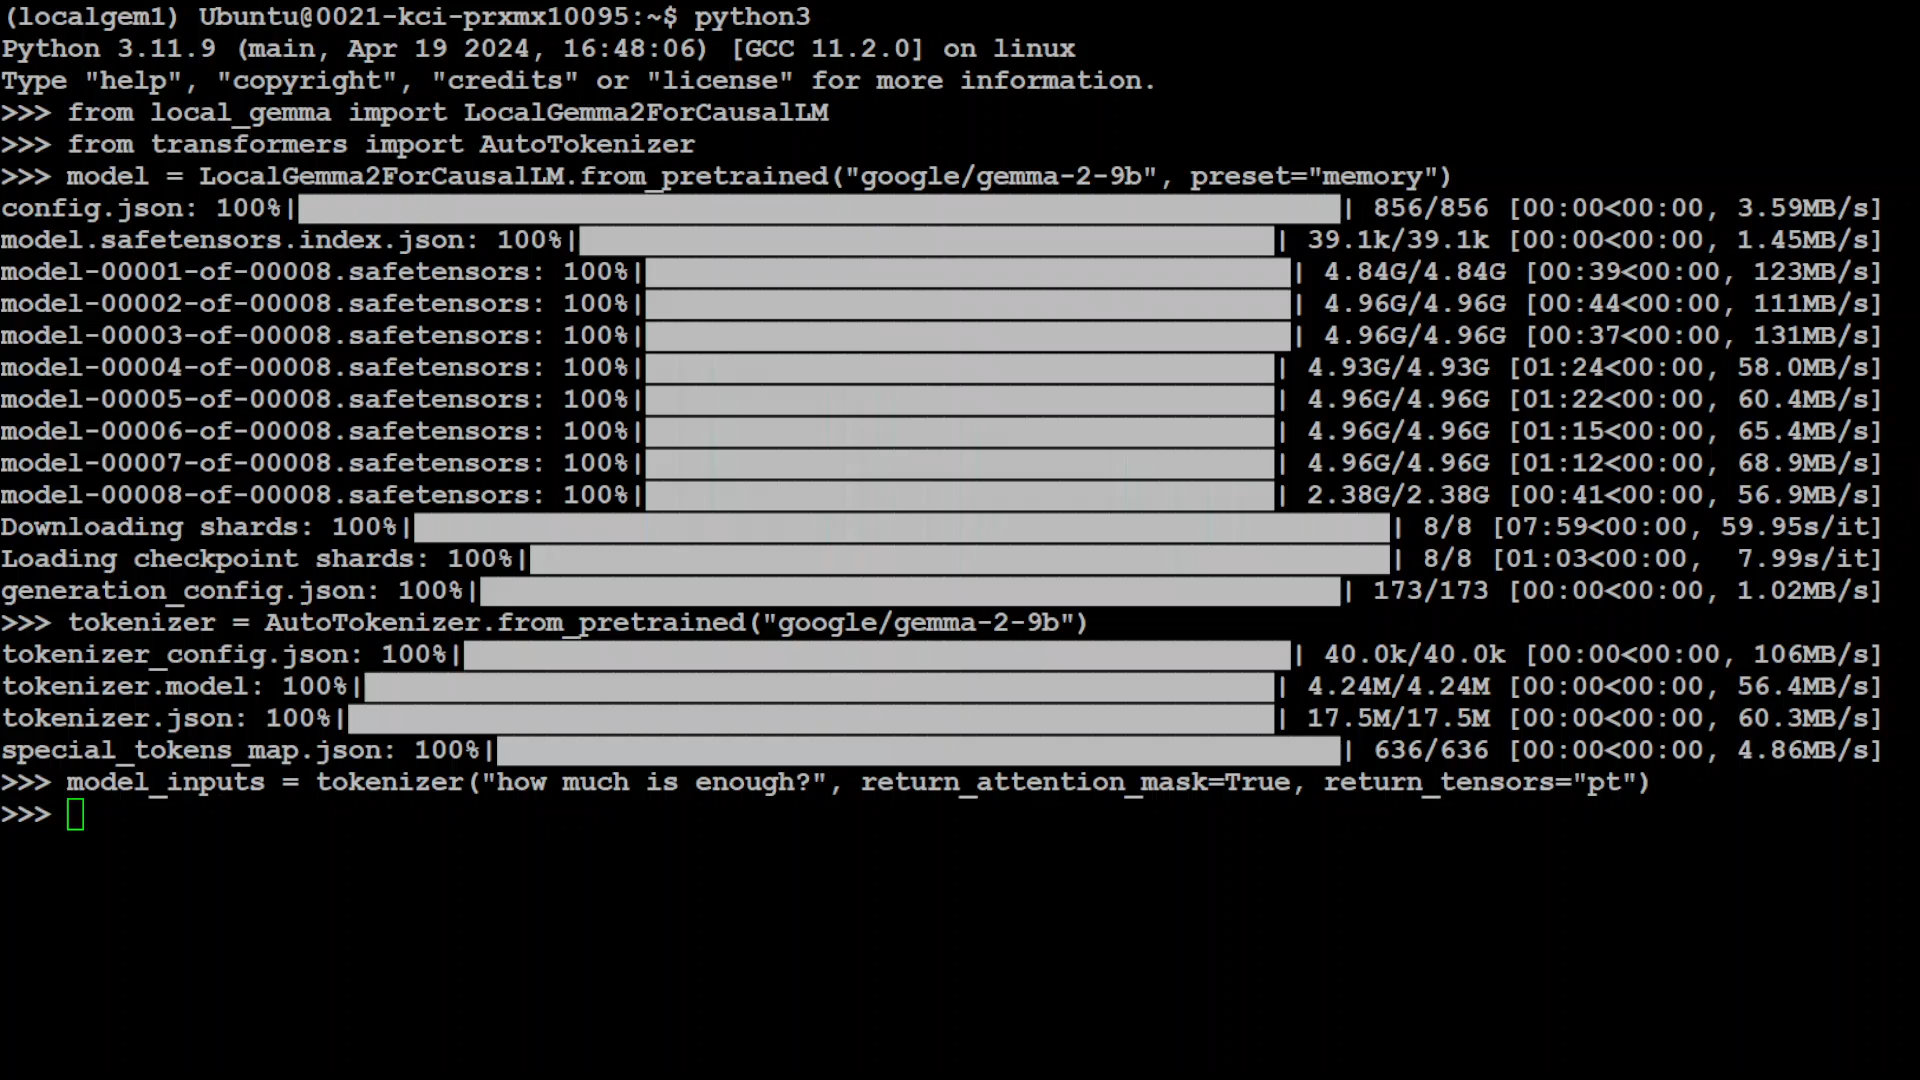 (localgem1) Ubuntu@0021-kci-prxmx10095:~$ python3
Python 3.11.9 (main, Apr 19 2024, 16:48:06) [GCC 11.2.0] on linux
Type "help", "copyright", "credits" or "license" for more information.
>>> from local_gemma import LocalGemma2ForCausalLM
>>> from transformers import AutoTokenizer
>>> model = LocalGemma2ForCausalLM.from_pretrained("google/gemma-2-9b", preset="memory")
config.json: 100%| | 856/856 [00:00<00:00, 3.59MB/s]
model.safetensors.index.json: 100%| | 39.1k/39.1k [00:00<00:00, 1.45MB/s]
model-00001-of-00008.safetensors: 100%| | 4.84G/4.84G [00:39<00:00, 123MB/s]
model-00002-of-00008.safetensors: 100%| | 4.96G/4.96G [00:44<00:00, 111MB/s]
model-00003-of-00008.safetensors: 100%| | 4.96G/4.96G [00:37<00:00, 131MB/s]
model-00004-of-00008.safetensors: 100%| | 4.93G/4.93G [01:24<00:00, 58.0MB/s]
model-00005-of-00008.safetensors: 100%| | 4.96G/4.96G [01:22<00:00, 60.4MB/s]
model-00006-of-00008.safetensors: 100%| | 4.96G/4.96G [01:15<00:00, 65.4MB/s]
model-00007-of-00008.safetensors: 100%| | 4.96G/4.96G [01:12<00:00, 68.9MB/s]
model-00008-of-00008.safetensors: 100%| | 2.38G/2.38G [00:41<00:00, 56.9MB/s]
Downloading shards: 100%| | 8/8 [07:59<00:00, 59.95s/it]
Loading checkpoint shards: 100%| | 8/8 [01:03<00:00, 7.99s/it]
generation_config.json: 100%| | 173/173 [00:00<00:00, 1.02MB/s]
>>> tokenizer = AutoTokenizer.from_pretrained("google/gemma-2-9b")
tokenizer_config.json: 100%| | 40.0k/40.0k [00:00<00:00, 106MB/s]
tokenizer.model: 100%| | 4.24M/4.24M [00:00<00:00, 56.4MB/s]
tokenizer.json: 100%| | 17.5M/17.5M [00:00<00:00, 60.3MB/s]
special_tokens_map.json: 100%| | 636/636 [00:00<00:00, 4.86MB/s]
>>> model_inputs = tokenizer("how much is enough?", return_attention_mask=True, return_tensors="pt")
>>>